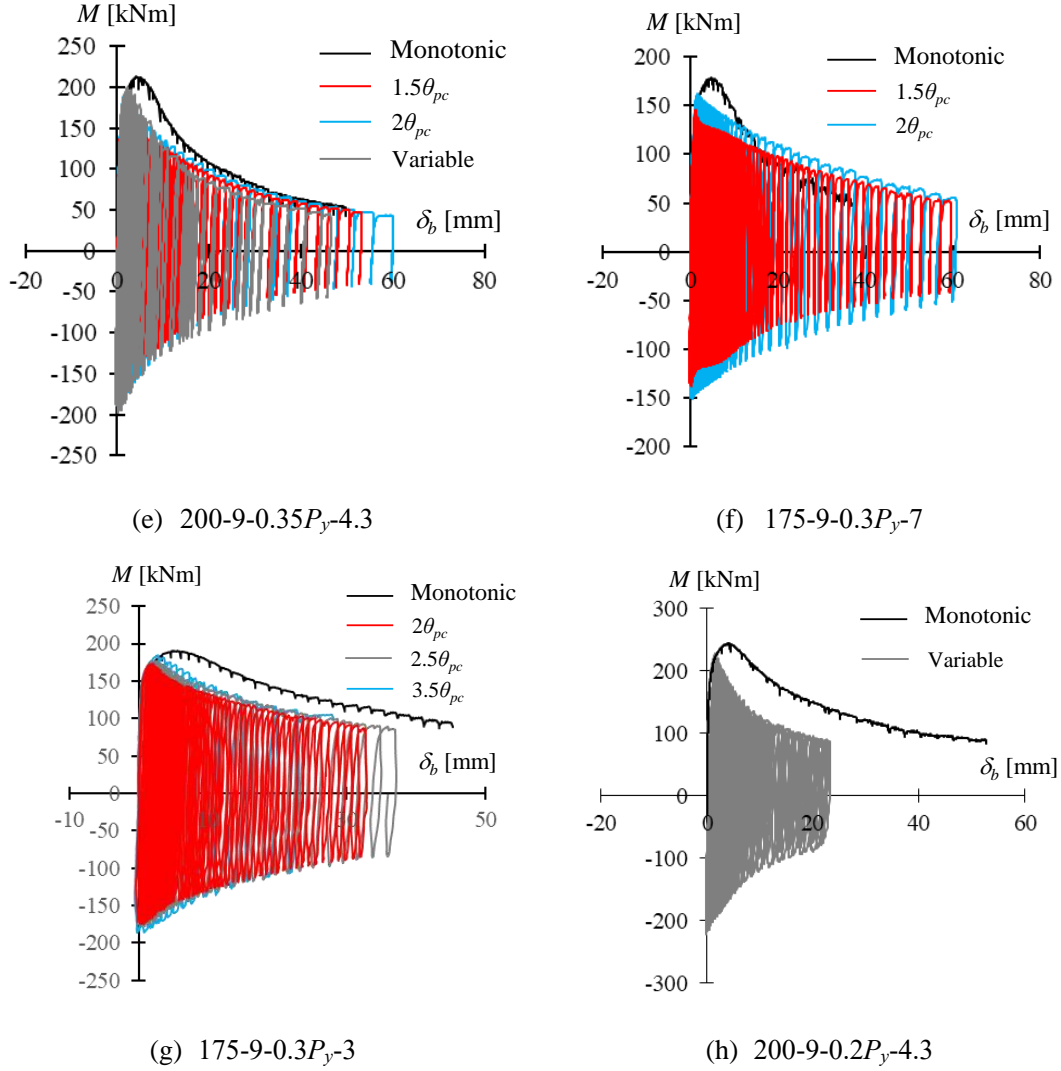 M [kNm]
250
200
150
100
50
0
-50
-100
-150
-200
-250
-20
0
20
40
60
80
δb [mm]
Monotonic
1.5θpc
2θpc
Variable
(e) 200-9-0.35Py-4.3
M [kNm]
200
150
100
50
0
-50
-100
-150
-200
-20
0
20
40
60
80
δb [mm]
Monotonic
1.5θpc
2θpc
(f) 175-9-0.3Py-7
M [kNm]
250
200
150
100
50
0
-50
-100
-150
-200
-250
-10
10
30
50
δb [mm]
Monotonic
2θpc
2.5θpc
3.5θpc
(g) 175-9-0.3Py-3
M [kNm]
300
200
100
0
-100
-200
-300
-20
0
20
40
60
δb [mm]
Monotonic
Variable
(h) 200-9-0.2Py-4.3